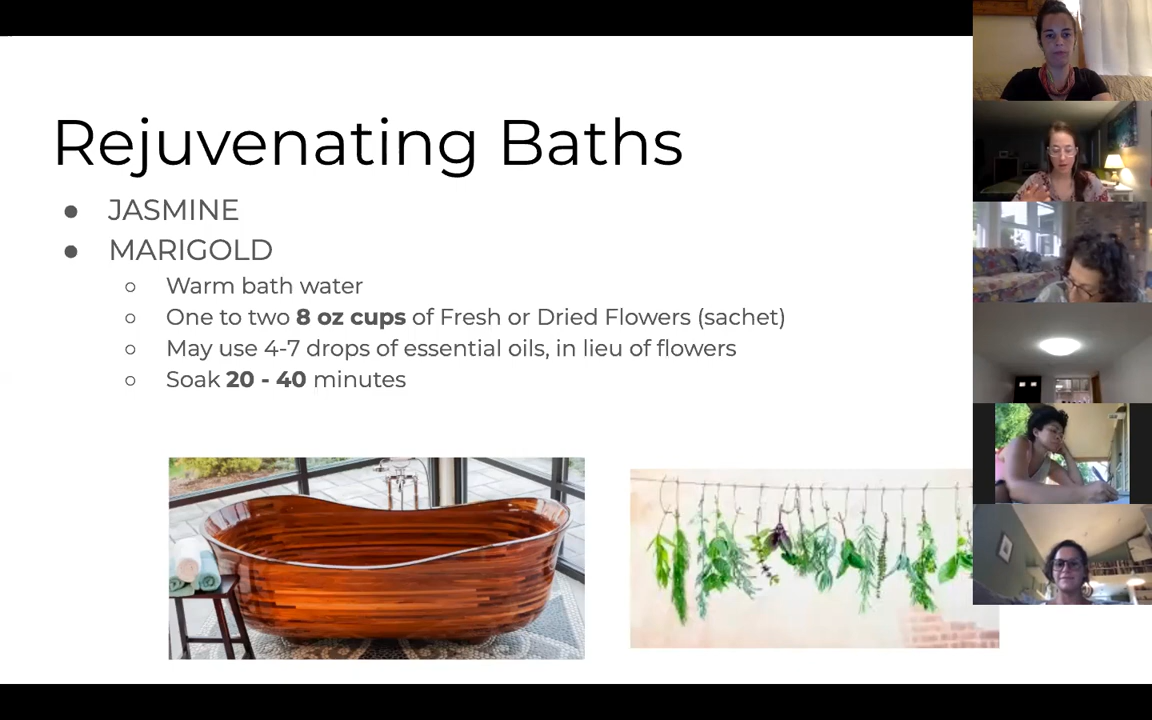 Rejuvenating Baths
● JASMINE
● MARIGOLD
○ Warm bath water
○ One to two 8 oz cups of Fresh or Dried Flowers (sachet)
○ May use 4-7 drops of essential oils, in lieu of flowers
○ Soak 20 - 40 minutes